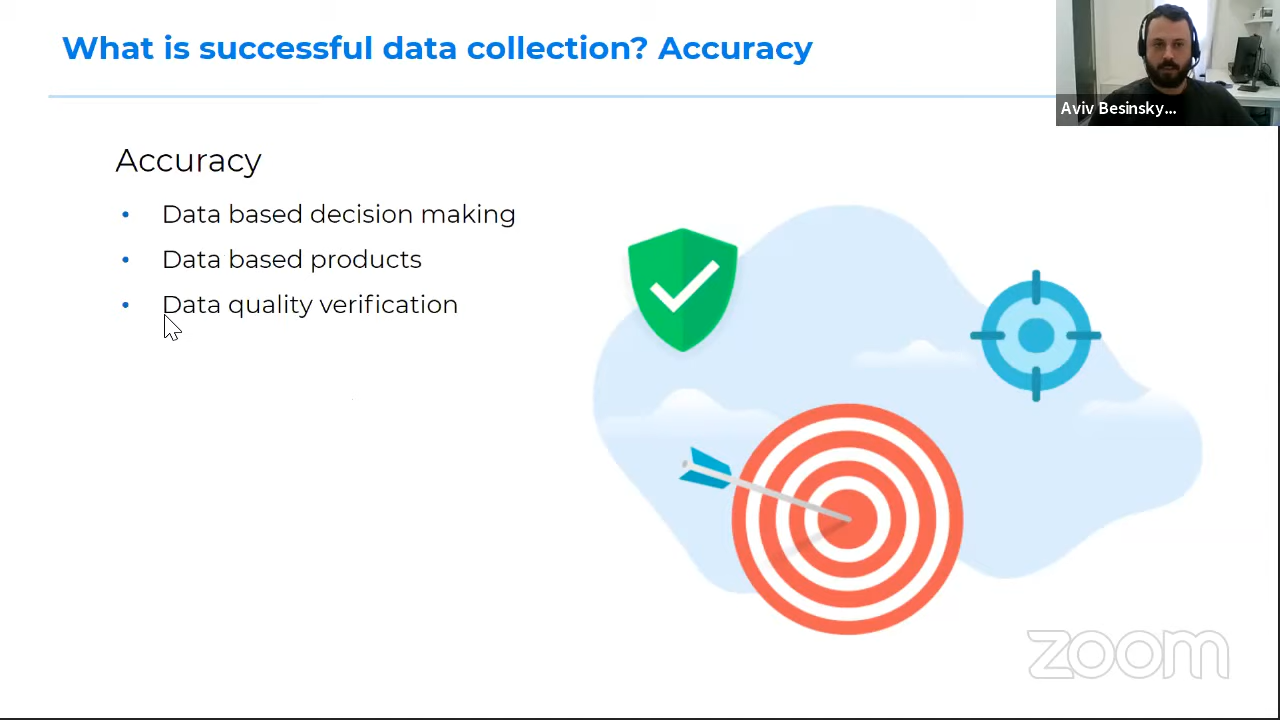 What is successful data collection? Accuracy
Aviv Besinsky...
Accuracy
• Data based decision making
• Data based products
• Data quality verification
zoom